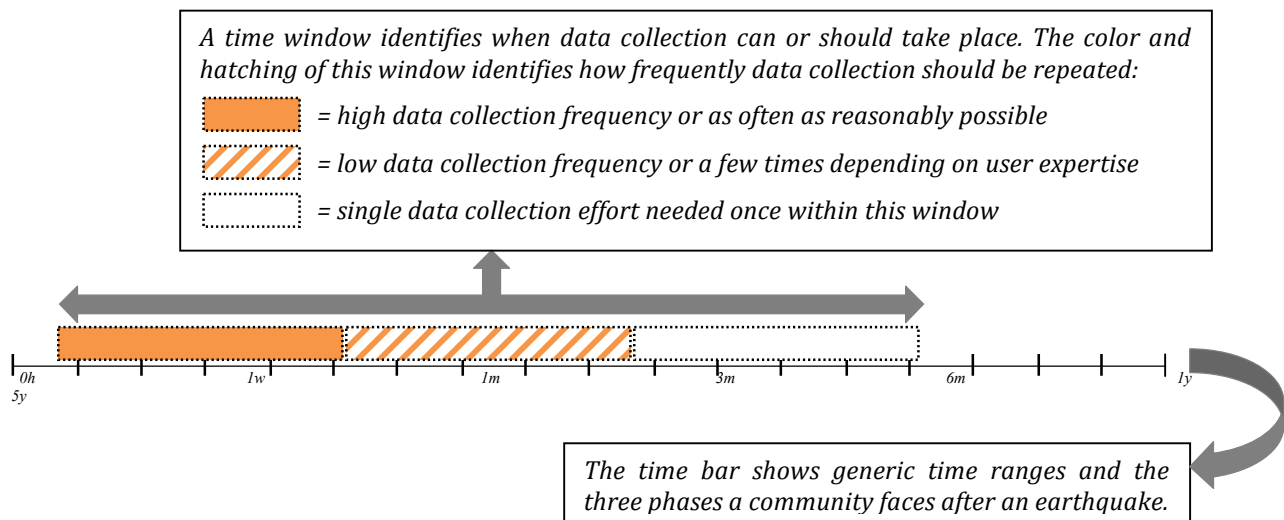 A time window identifies when data collection can or should take place. The color and
hatching of this window identifies how frequently data collection should be repeated:
= high data collection frequency or as often as reasonably possible
= low data collection frequency or a few times depending on user expertise
= single data collection effort needed once within this window
0h 1w 1m 3m 6m 1y
5y
The time bar shows generic time ranges and the
three phases a community faces after an earthquake.